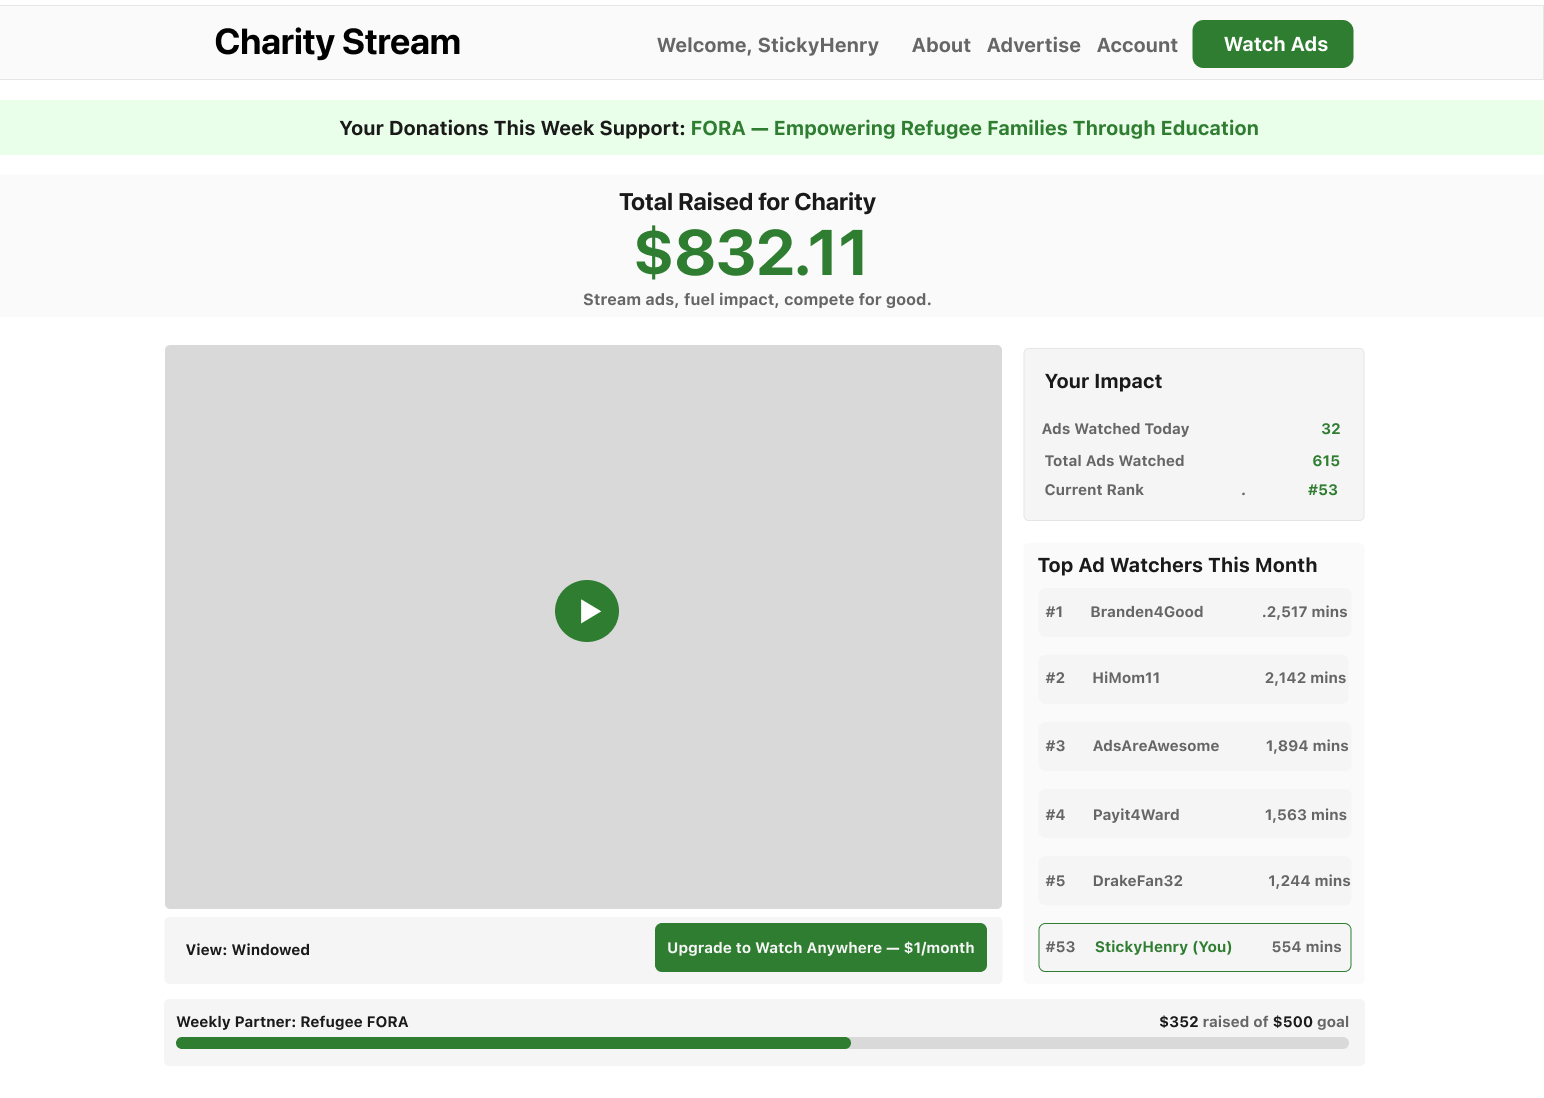 Charity Stream
Welcome, StickyHenry About Advertise Account Watch Ads
Your Donations This Week Support: FORA — Empowering Refugee Families Through Education
Total Raised for Charity
$832.11
Stream ads, fuel impact, compete for good.
Your Impact
Ads Watched Today 32
Total Ads Watched 615
Current Rank . #53
Top Ad Watchers This Month
#1 Branden4Good .2,517 mins
#2 HiMom11 2,142 mins
#3 AdsAreAwesome 1,894 mins
#4 Payit4Ward 1,563 mins
#5 DrakeFan32 1,244 mins
#53 StickyHenry (You) 554 mins
View: Windowed
Upgrade to Watch Anywhere — $1/month
Weekly Partner: Refugee FORA
$352 raised of $500 goal